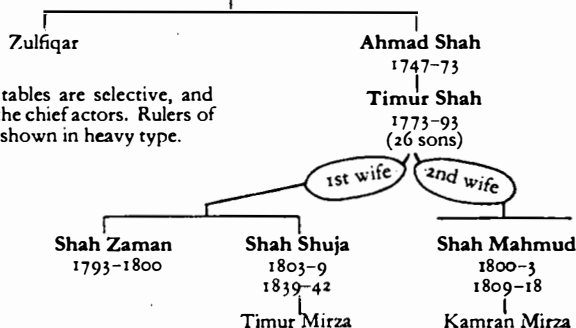 Zulfiqar
Ahmad Shah
1747–73
tables are selective, and
he chief actors. Rulers of
shown in heavy type.
Timur Shah
1773–93
(26 sons)
1st wife
2nd wife
Shah Zaman
1793–1800
Shah Shuja
1803–9
1839–42
Timur Mirza
Shah Mahmud
1800–3
1809–18
Kamran Mirza